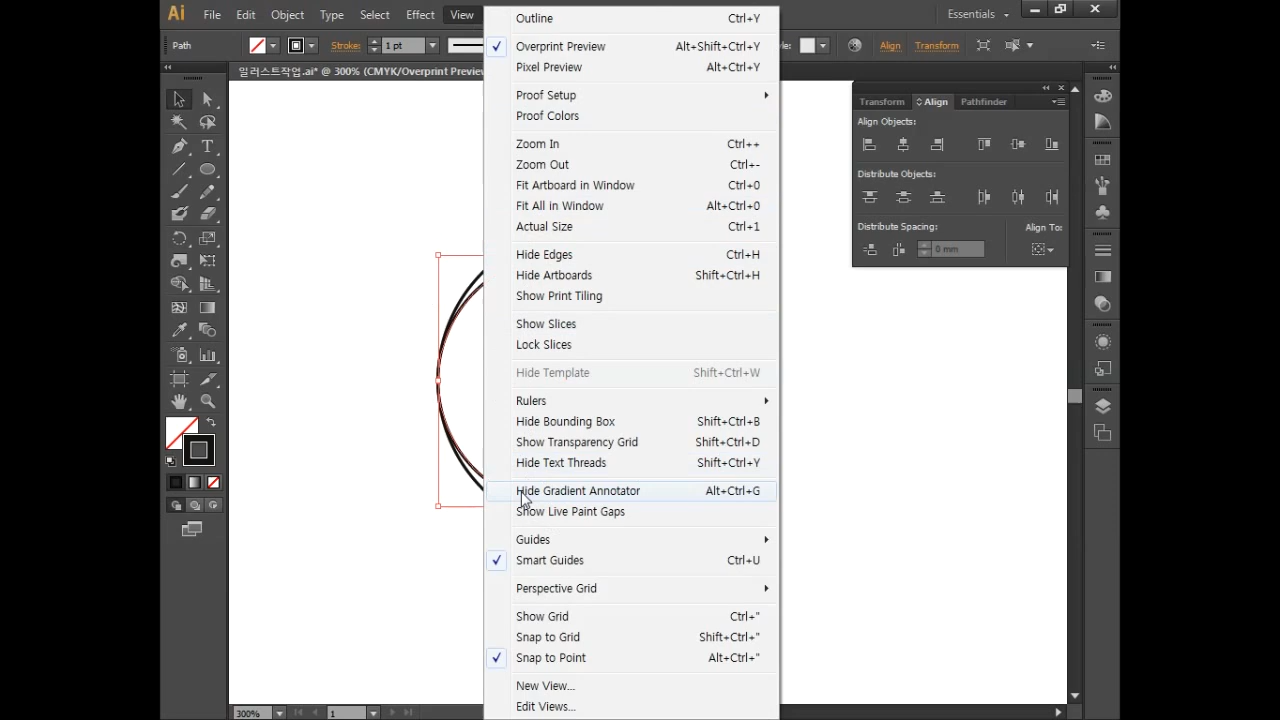 Ai File Edit Object Type Select Effect View Essentials
Path Stroke: 1 pt Align Transform
일러스트작업.ai* @ 300% (CMYK/Overprint Preview
Outline Ctrl+Y
Overprint Preview Alt+Shift+Ctrl+Y
Pixel Preview Alt+Ctrl+Y
Proof Setup
Proof Colors
Zoom In Ctrl++
Zoom Out Ctrl+-
Fit Artboard in Window Ctrl+0
Fit All in Window Alt+Ctrl+0
Actual Size Ctrl+1
Hide Edges Ctrl+H
Hide Artboards Shift+Ctrl+H
Show Print Tiling
Show Slices
Lock Slices
Hide Template Shift+Ctrl+W
Rulers
Hide Bounding Box Shift+Ctrl+B
Show Transparency Grid Shift+Ctrl+D
Hide Text Threads Shift+Ctrl+Y
Hide Gradient Annotator Alt+Ctrl+G
Show Live Paint Gaps
Guides
Smart Guides Ctrl+U
Perspective Grid
Show Grid Ctrl+"
Snap to Grid Shift+Ctrl+"
Snap to Point Alt+Ctrl+"
New View...
Edit Views...
Transform Align Pathfinder
Align Objects:
Distribute Objects:
Distribute Spacing: Align To:
0 mm
300% 1